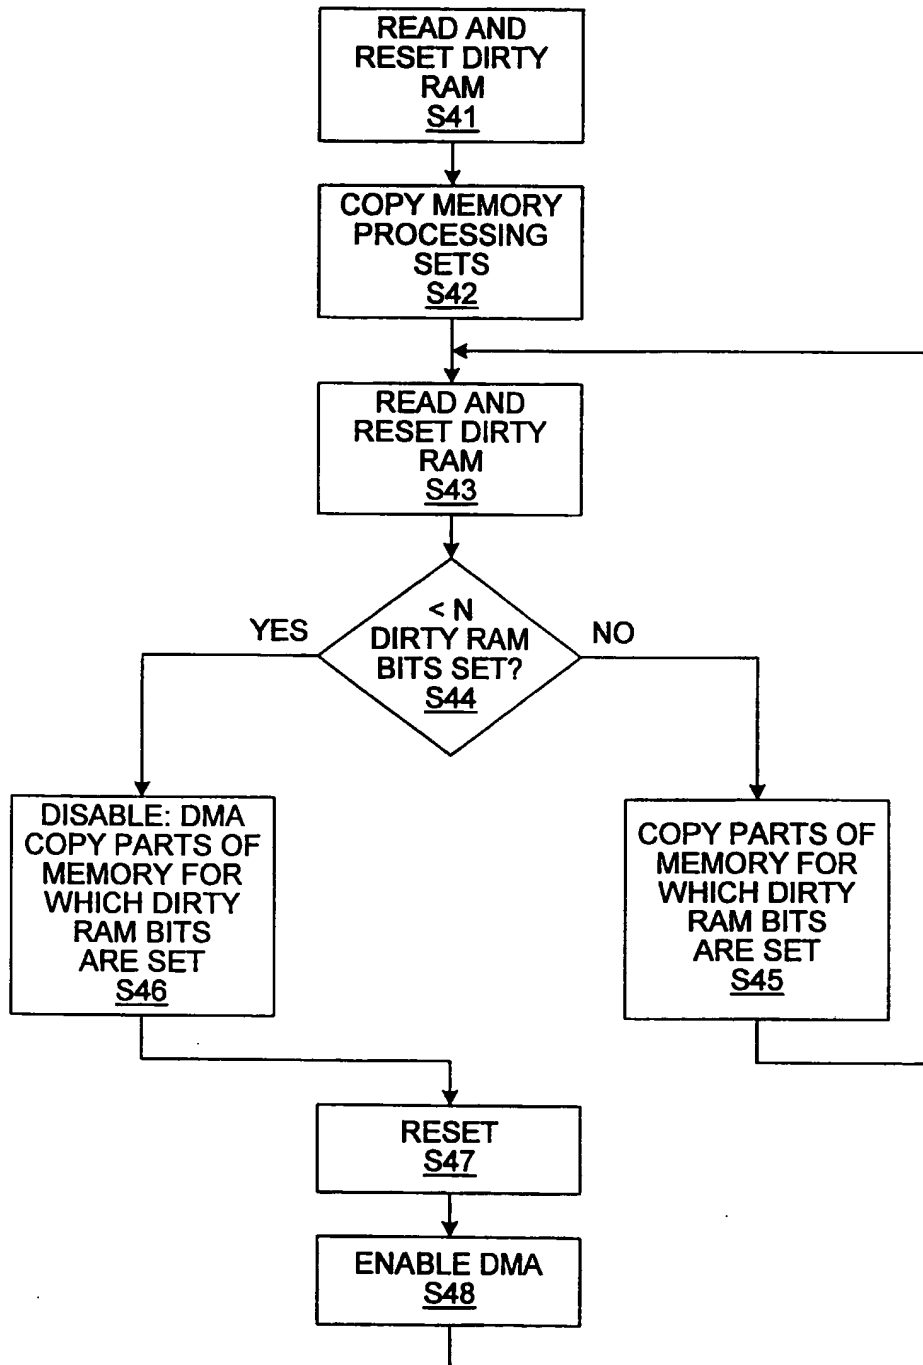 READ AND
RESET DIRTY
RAM
S41
COPY MEMORY
PROCESSING
SETS
S42
READ AND
RESET DIRTY
RAM
S43
< N
DIRTY RAM
BITS SET?
S44
YES
NO
DISABLE: DMA
COPY PARTS OF
MEMORY FOR
WHICH DIRTY
RAM BITS
ARE SET
S46
COPY PARTS OF
MEMORY FOR
WHICH DIRTY
RAM BITS
ARE SET
S45
RESET
S47
ENABLE DMA
S48